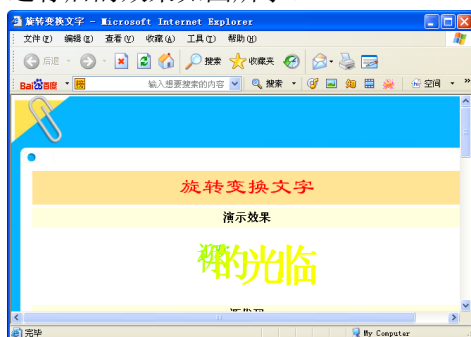 旋转变换文字 - Microsoft Internet Explorer
文件(F) 编辑(E) 查看(V) 收藏(A) 工具(T) 帮助(H)
后退 搜索 收藏夹
Bai百度 输入想要搜索的内容 搜索 空间
旋转变换文字
演示效果
的光临
完毕 My Computer